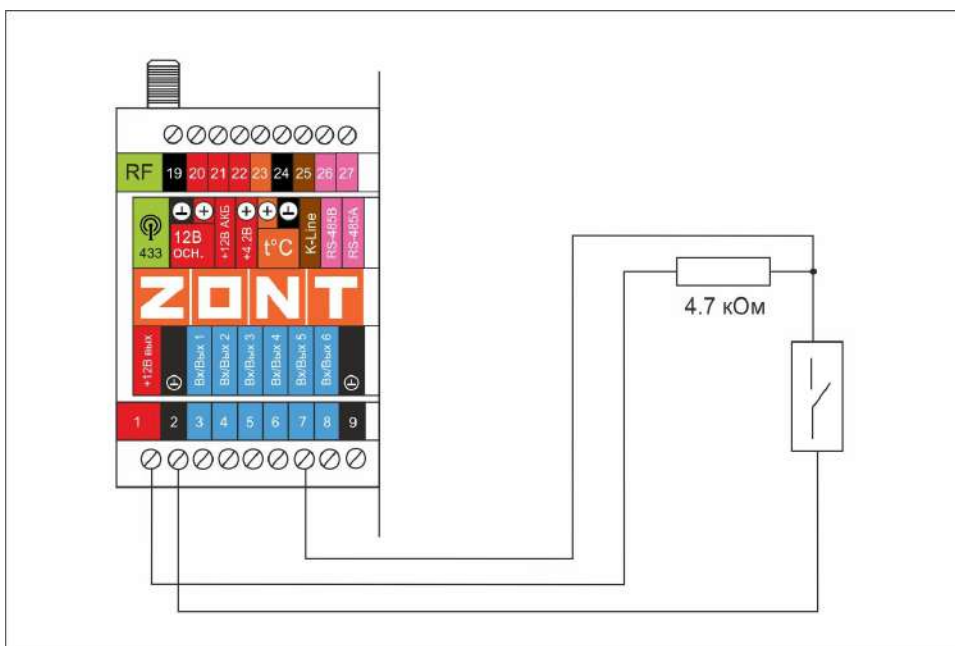 RF 19 20 21 22 23 24 25 26 27
433
12В
осн.
+12В АКБ
+4.2В
t°C
K-Line
RS-485B
RS-485A
ZONT
4.7 кОм
+12В вых
Вх/Вых 1
Вх/Вых 2
Вх/Вых 3
Вх/Вых 4
Вх/Вых 5
Вх/Вых 6
1 2 3 4 5 6 7 8 9